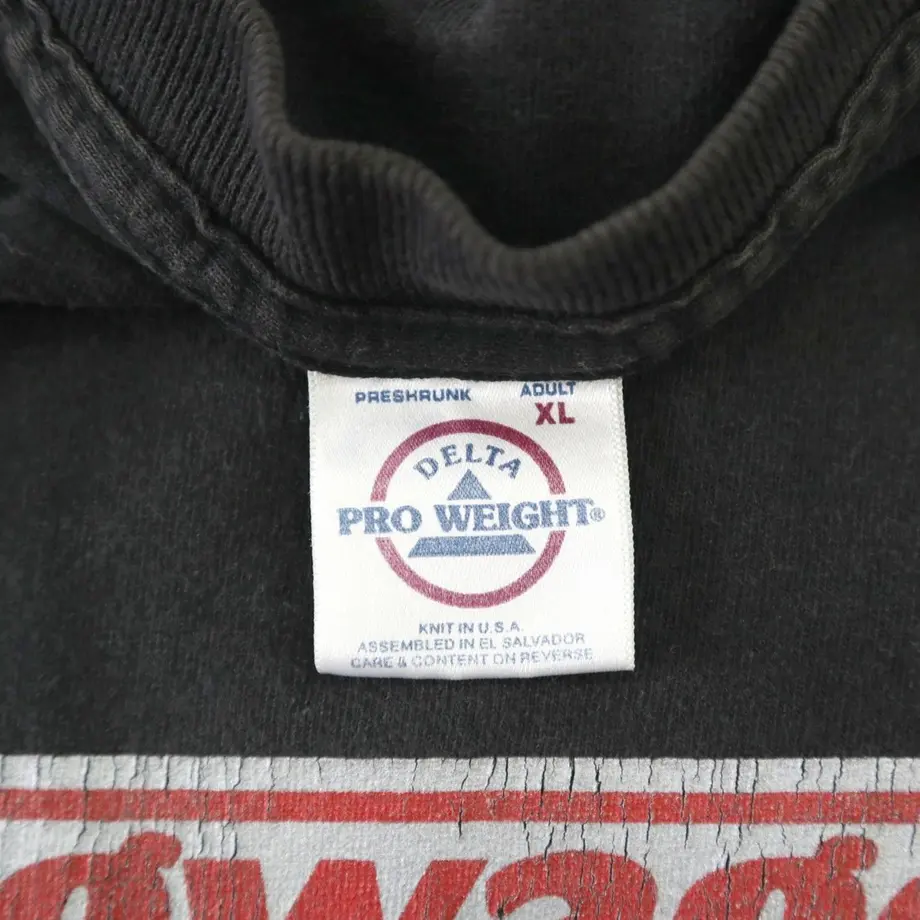 PRESHRUNK
ADULT
XL
DELTA
PRO WEIGHT®
KNIT IN U.S.A.
ASSEMBLED IN EL SALVADOR
CARE & CONTENT ON REVERSE